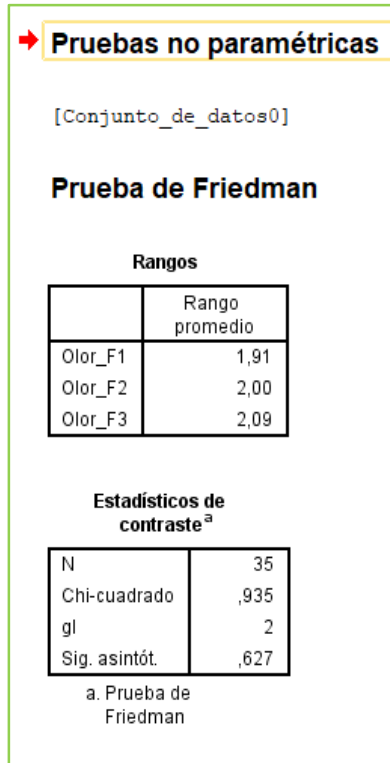 Pruebas no paramétricas
[Conjunto_de_datos0]
Prueba de Friedman
Rangos
Rango
promedio
Olor_F1 1,91
Olor_F2 2,00
Olor_F3 2,09
Estadísticos de
contraste^a
N 35
Chi-cuadrado ,935
gl 2
Sig. asintót. ,627
a. Prueba de
Friedman